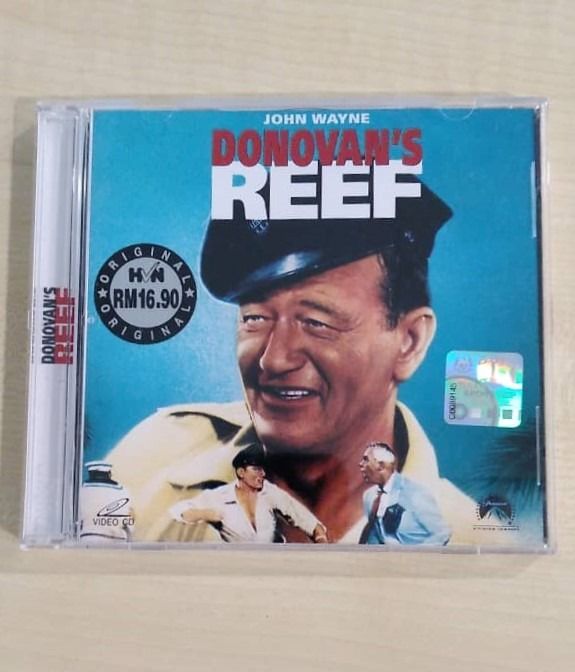 JOHN WAYNE
DONOVAN'S
REEF
ORIGINAL
HVN
RM16.90
ORIGINAL
DONOVAN'S
REEF
VIDEO CD